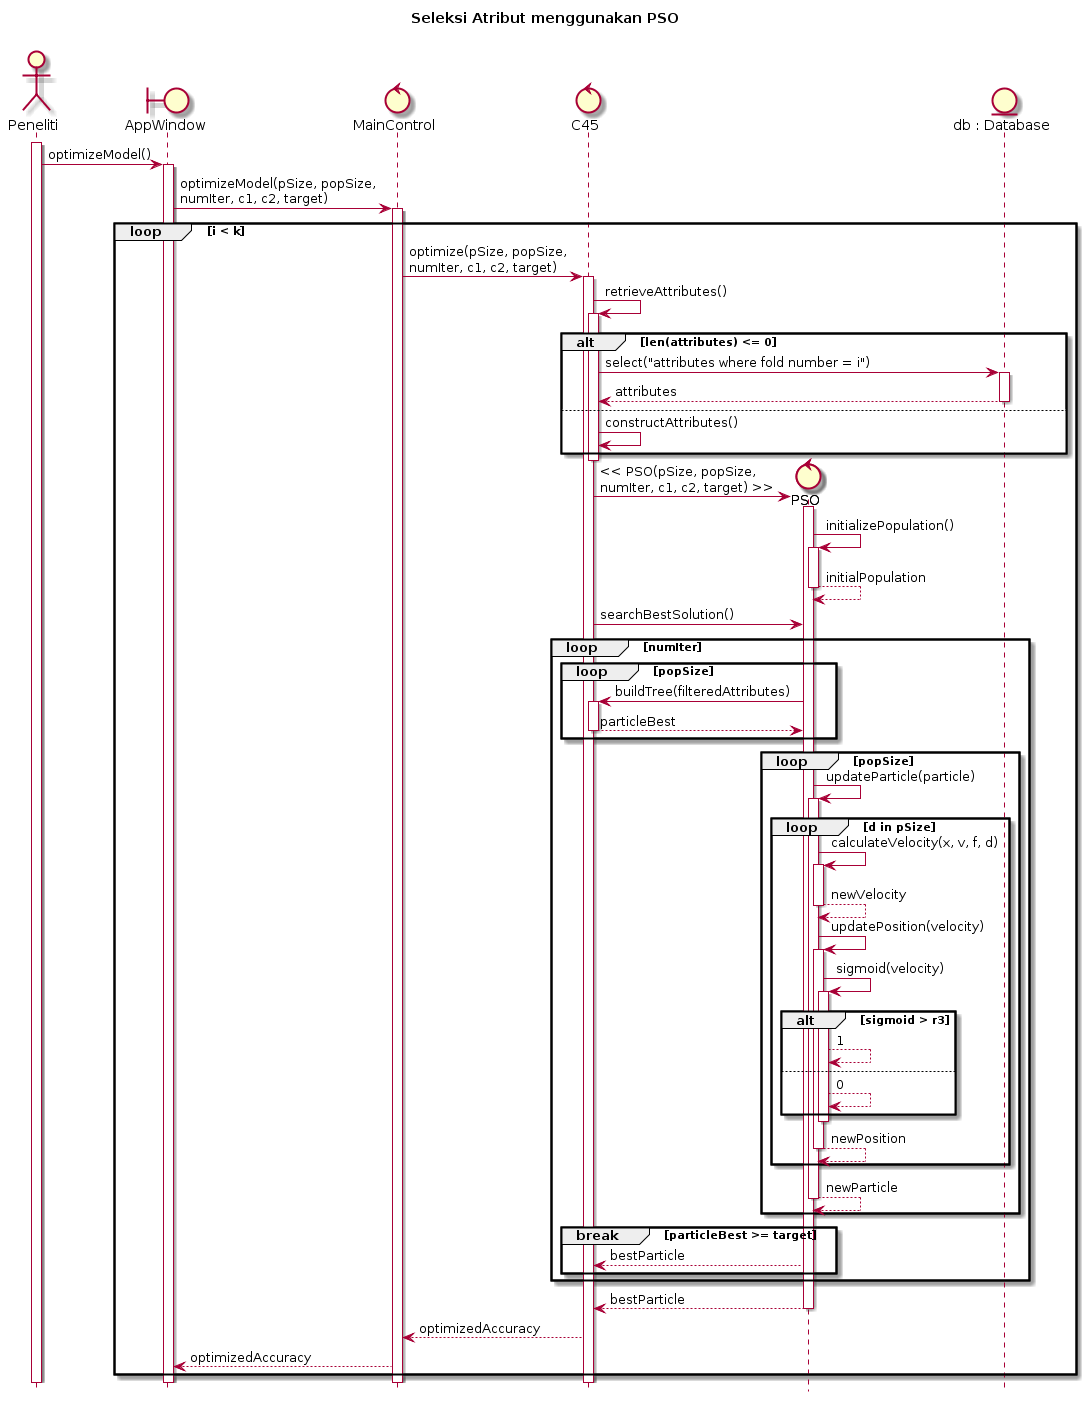 Seleksi Atribut menggunakan PSO
Peneliti
AppWindow
MainControl
C45
db : Database
optimizeModel()
optimizeModel(pSize, popSize,
numIter, c1, c2, target)
loop [i < k]
optimize(pSize, popSize,
numIter, c1, c2, target)
retrieveAttributes()
alt [len(attributes) <= 0]
select("attributes where fold number = i")
attributes
constructAttributes()
<< PSO(pSize, popSize,
numIter, c1, c2, target) >>
PSO
initializePopulation()
initialPopulation
searchBestSolution()
loop [numIter]
loop [popSize]
buildTree(filteredAttributes)
particleBest
loop [popSize]
updateParticle(particle)
loop [d in pSize]
calculateVelocity(x, v, f, d)
newVelocity
updatePosition(velocity)
sigmoid(velocity)
alt [sigmoid > r3]
1
0
newPosition
newParticle
break [particleBest >= target]
bestParticle
bestParticle
optimizedAccuracy
optimizedAccuracy